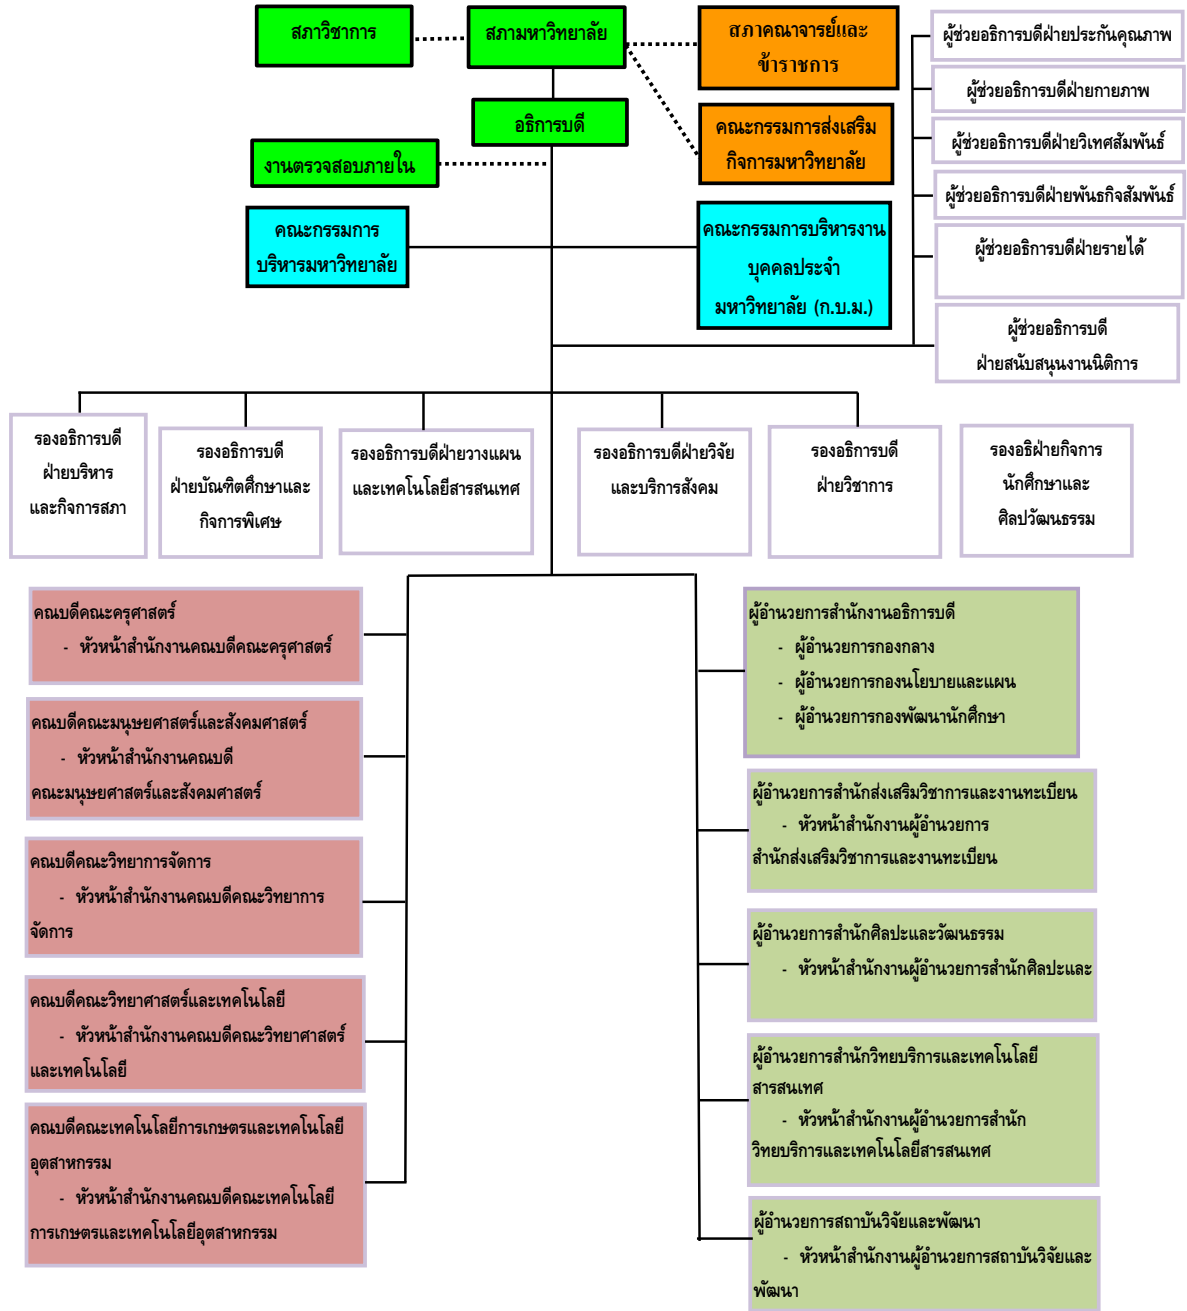 สภาวิชาการ
สภามหาวิทยาลัย
สภาคณาจารย์และ
ข้าราชการ
อธิการบดี
คณะกรรมการส่งเสริม
กิจการมหาวิทยาลัย
งานตรวจสอบภายใน
คณะกรรมการ
บริหารมหาวิทยาลัย
คณะกรรมการบริหารงาน
บุคคลประจำ
มหาวิทยาลัย (ก.บ.ม.)
ผู้ช่วยอธิการบดีฝ่ายประกันคุณภาพ
ผู้ช่วยอธิการบดีฝ่ายกายภาพ
ผู้ช่วยอธิการบดีฝ่ายวิเทศสัมพันธ์
ผู้ช่วยอธิการบดีฝ่ายพันธกิจสัมพันธ์
ผู้ช่วยอธิการบดีฝ่ายรายได้
ผู้ช่วยอธิการบดี
ฝ่ายสนับสนุนงานนิติการ
รองอธิการบดี
ฝ่ายบริหาร
และกิจการสภา
รองอธิการบดี
ฝ่ายบัณฑิตศึกษาและ
กิจการพิเศษ
รองอธิการบดีฝ่ายวางแผน
และเทคโนโลยีสารสนเทศ
รองอธิการบดีฝ่ายวิจัย
และบริการสังคม
รองอธิการบดี
ฝ่ายวิชาการ
รองอธิฝ่ายกิจการ
นักศึกษาและ
ศิลปวัฒนธรรม
คณบดีคณะครุศาสตร์
- หัวหน้าสำนักงานคณบดีคณะครุศาสตร์
คณบดีคณะมนุษยศาสตร์และสังคมศาสตร์
- หัวหน้าสำนักงานคณบดี
คณะมนุษยศาสตร์และสังคมศาสตร์
คณบดีคณะวิทยาการจัดการ
- หัวหน้าสำนักงานคณบดีคณะวิทยาการ
จัดการ
คณบดีคณะวิทยาศาสตร์และเทคโนโลยี
- หัวหน้าสำนักงานคณบดีคณะวิทยาศาสตร์
และเทคโนโลยี
คณบดีคณะเทคโนโลยีการเกษตรและเทคโนโลยี
อุตสาหกรรม
- หัวหน้าสำนักงานคณบดีคณะเทคโนโลยี
การเกษตรและเทคโนโลยีอุตสาหกรรม
ผู้อำนวยการสำนักงานอธิการบดี
- ผู้อำนวยการกองกลาง
- ผู้อำนวยการกองนโยบายและแผน
- ผู้อำนวยการกองพัฒนานักศึกษา
ผู้อำนวยการสำนักส่งเสริมวิชาการและงานทะเบียน
- หัวหน้าสำนักงานผู้อำนวยการ
สำนักส่งเสริมวิชาการและงานทะเบียน
ผู้อำนวยการสำนักศิลปะและวัฒนธรรม
- หัวหน้าสำนักงานผู้อำนวยการสำนักศิลปะและ
ผู้อำนวยการสำนักวิทยบริการและเทคโนโลยี
สารสนเทศ
- หัวหน้าสำนักงานผู้อำนวยการสำนัก
วิทยบริการและเทคโนโลยีสารสนเทศ
ผู้อำนวยการสถาบันวิจัยและพัฒนา
- หัวหน้าสำนักงานผู้อำนวยการสถาบันวิจัยและ
พัฒนา